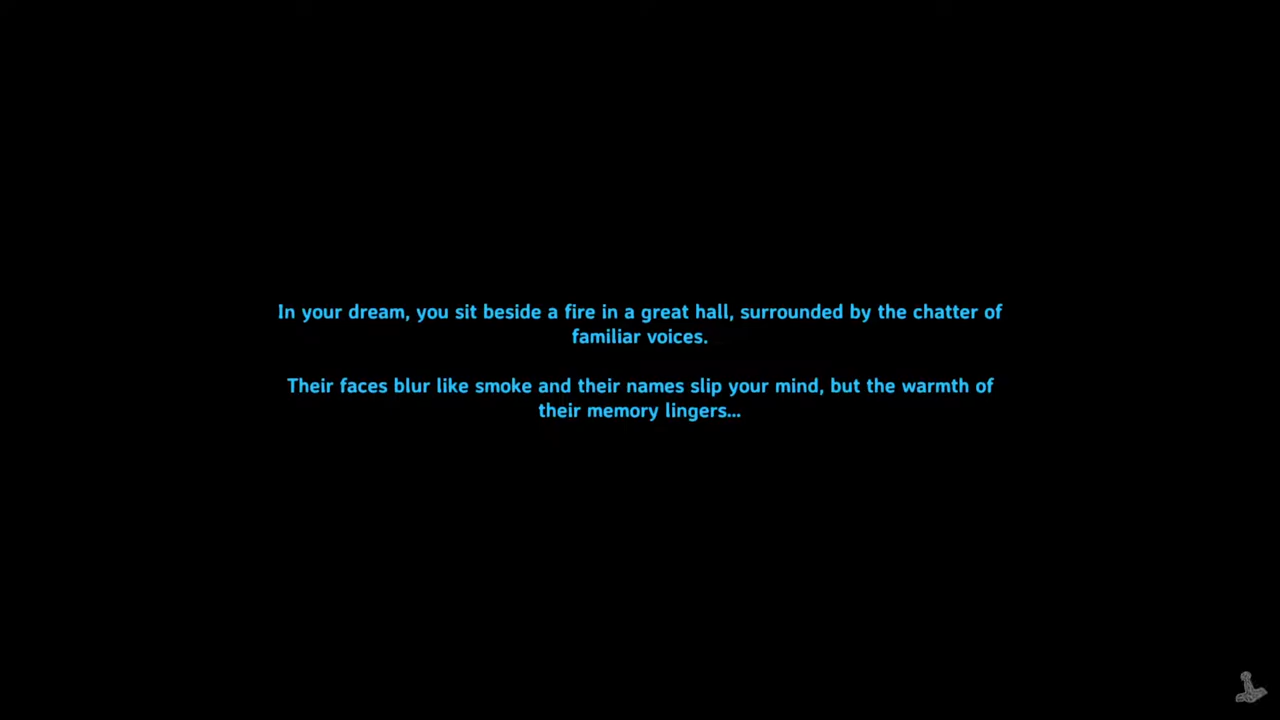 In your dream, you sit beside a fire in a great hall, surrounded by the chatter of
familiar voices.
Their faces blur like smoke and their names slip your mind, but the warmth of
their memory lingers...